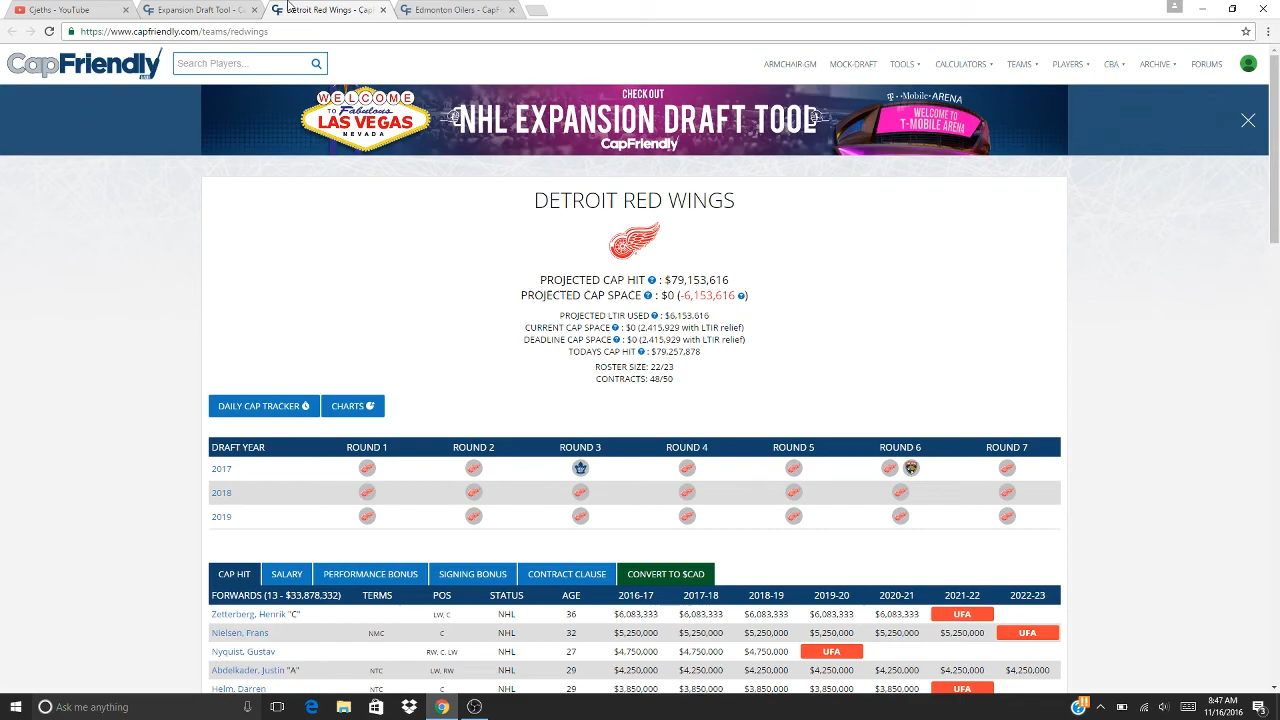 Cjeths - YouTube
Expansion Draft Tool - Ca
Detroit Red Wings - Cap
Edmonton Oilers - CapFr
https://www.capfriendly.com/teams/redwings
CapFriendly
Search Players...
ARMCHAIR-GM MOCK-DRAFT TOOLS CALCULATORS TEAMS PLAYERS CBA ARCHIVE FORUMS
WELCOME
TO Fabulous
LAS VEGAS
NEVADA
CHECK OUT
NHL EXPANSION DRAFT TOOL
CapFriendly
T··Mobile·ARENA
WELCOME TO
T-MOBILE ARENA
DETROIT RED WINGS
PROJECTED CAP HIT ? : $79,153,616
PROJECTED CAP SPACE ? : $0 (-6,153,616 ?)
PROJECTED LTIR USED ? : $6,153,616
CURRENT CAP SPACE ? : $0 (2,415,929 with LTIR relief)
DEADLINE CAP SPACE ? : $0 (2,415,929 with LTIR relief)
TODAYS CAP HIT ? : $79,257,878
ROSTER SIZE: 22/23
CONTRACTS: 48/50
DAILY CAP TRACKER CHARTS
DRAFT YEAR ROUND 1 ROUND 2 ROUND 3 ROUND 4 ROUND 5 ROUND 6 ROUND 7
2017
2018
2019
CAP HIT SALARY PERFORMANCE BONUS SIGNING BONUS CONTRACT CLAUSE CONVERT TO $CAD
FORWARDS (13 - $33,878,332) TERMS POS STATUS AGE 2016-17 2017-18 2018-19 2019-20 2020-21 2021-22 2022-23
Zetterberg, Henrik "C" LW, C NHL 36 $6,083,333 $6,083,333 $6,083,333 $6,083,333 $6,083,333 UFA
Nielsen, Frans NMC C NHL 32 $5,250,000 $5,250,000 $5,250,000 $5,250,000 $5,250,000 $5,250,000 UFA
Nyquist, Gustav RW, C, LW NHL 27 $4,750,000 $4,750,000 $4,750,000 UFA
Abdelkader, Justin "A" NTC LW, RW NHL 29 $4,250,000 $4,250,000 $4,250,000 $4,250,000 $4,250,000 $4,250,000 $4,250,000
Helm, Darren NTC C NHL 29 $3,850,000 $3,850,000 $3,850,000 $3,850,000 $3,850,000 UFA
Ask me anything
8:47 AM
11/16/2016